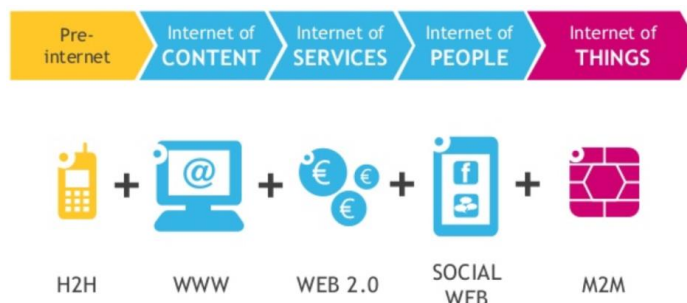 Pre-
internet
Internet of
CONTENT
Internet of
SERVICES
Internet of
PEOPLE
Internet of
THINGS
@
€
€
€
f
H2H
WWW
WEB 2.0
SOCIAL
WEB
M2M